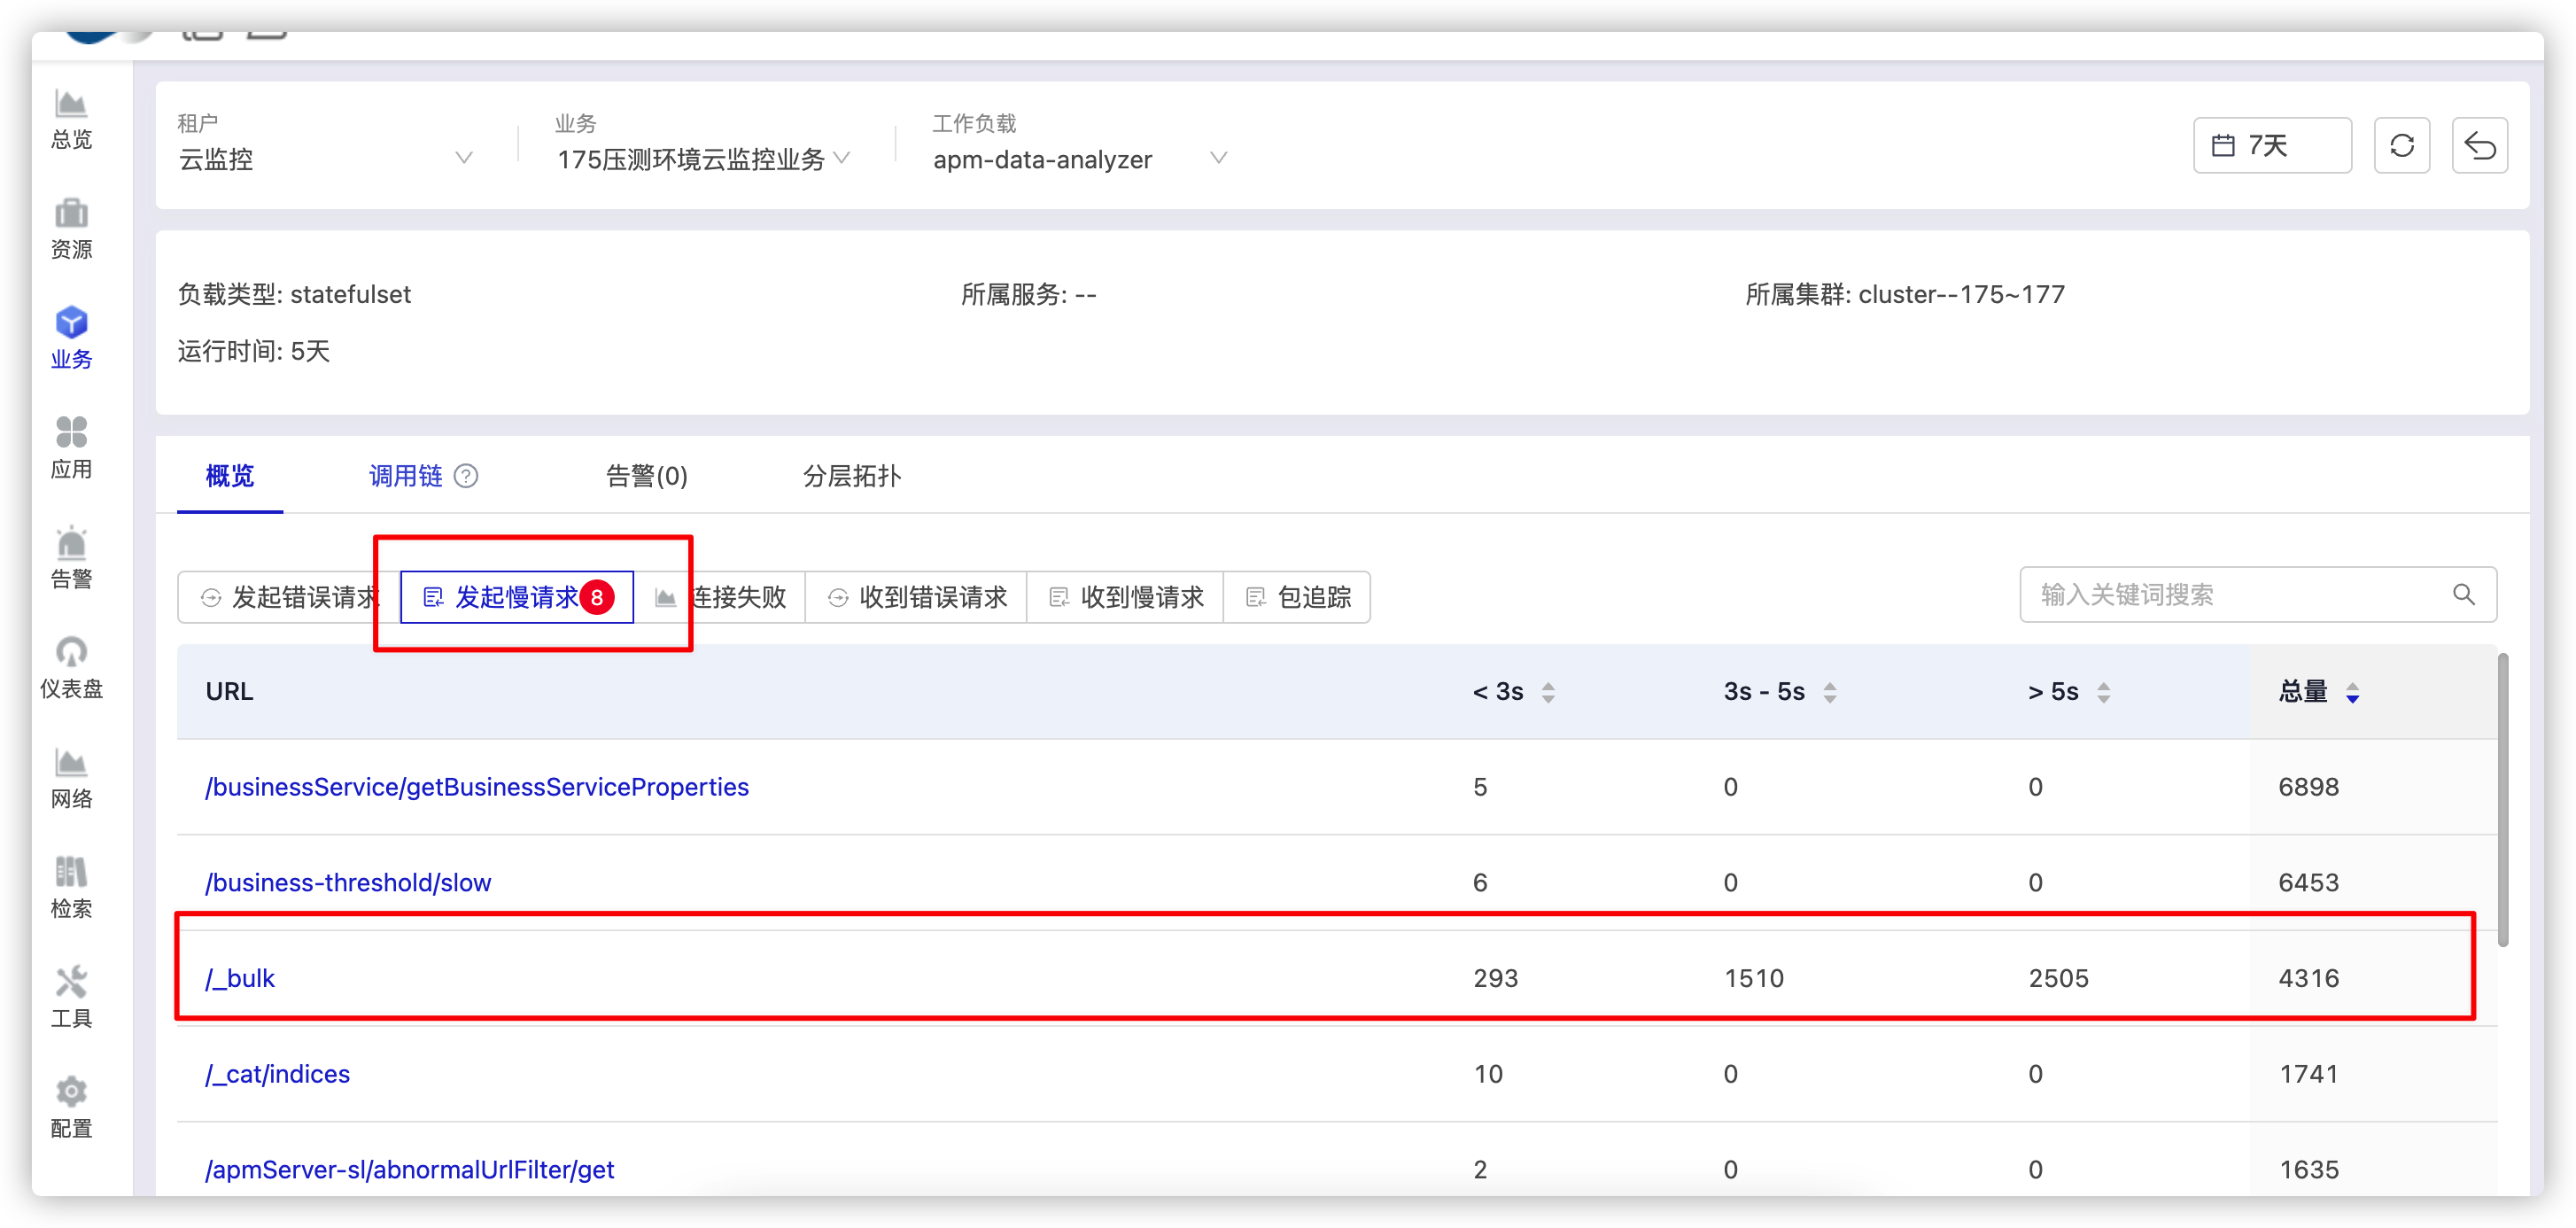 总览
资源
业务
应用
告警
仪表盘
网络
检索
工具
配置
租户
云监控
业务
175压测环境云监控业务
工作负载
apm-data-analyzer
7天
负载类型: statefulset
所属服务: --
所属集群: cluster--175~177
运行时间: 5天
概览
调用链 ?
告警(0)
分层拓扑
发起错误请求
发起慢请求 8
连接失败
收到错误请求
收到慢请求
包追踪
输入关键词搜索
URL < 3s 3s - 5s > 5s 总量
/businessService/getBusinessServiceProperties 5 0 0 6898
/business-threshold/slow 6 0 0 6453
/_bulk 293 1510 2505 4316
/_cat/indices 10 0 0 1741
/apmServer-sl/abnormalUrlFilter/get 2 0 0 1635